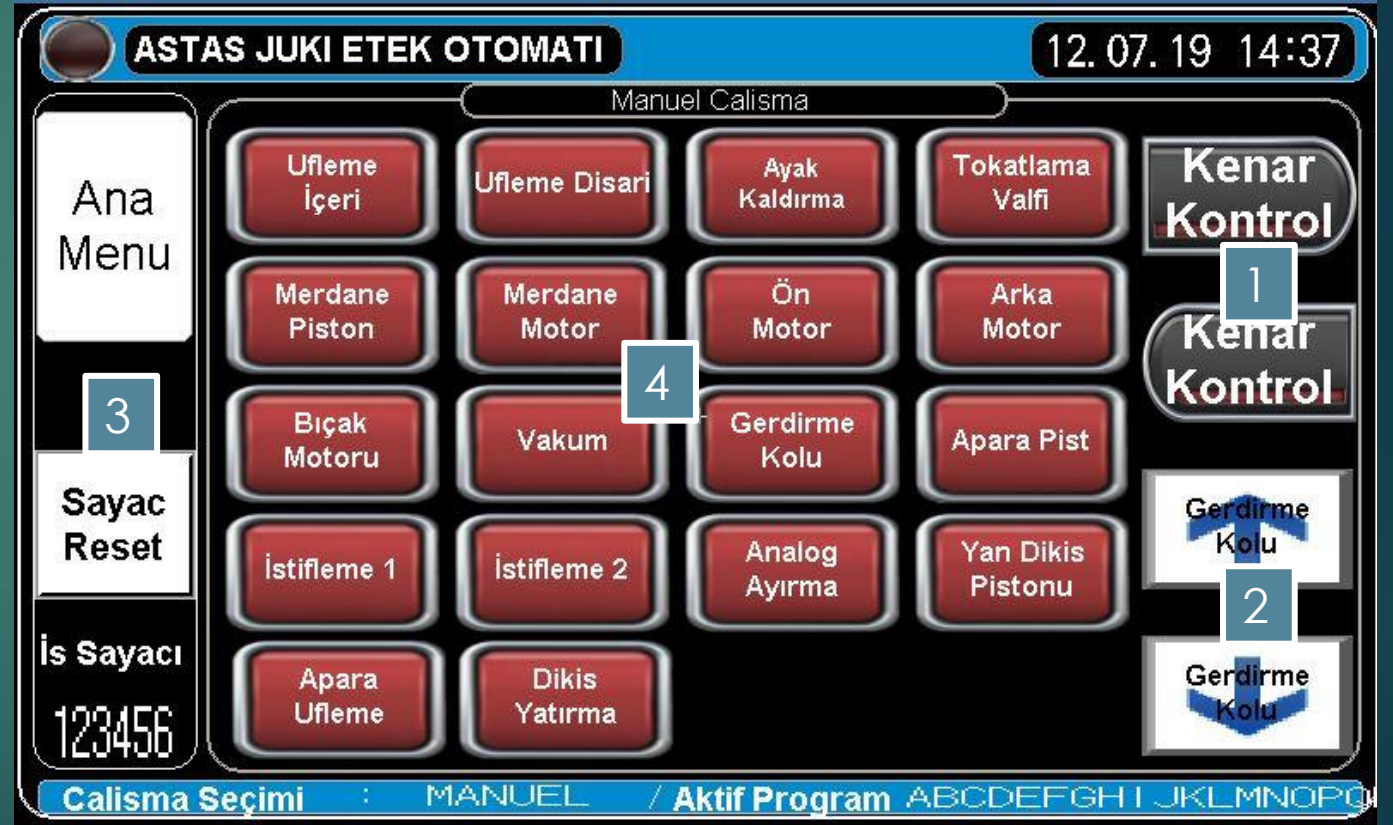 ASTAS JUKI ETEK OTOMATI
12. 07. 19 14:37
Manuel Calisma
Ana
Menu
3
Sayac
Reset
İs Sayacı
123456
Ufleme
İçeri
Ufleme Disari
Ayak
Kaldırma
Tokatlama
Valfi
Merdane
Piston
Merdane
Motor
Ön
Motor
Arka
Motor
4
Bıçak
Motoru
Vakum
Gerdirme
Kolu
Apara Pist
İstifleme 1
İstifleme 2
Analog
Ayırma
Yan Dikis
Pistonu
Apara
Ufleme
Dikis
Yatırma
Kenar
Kontrol
1
Kenar
Kontrol
Gerdirme
Kolu
2
Gerdirme
Kolu
Calisma Seçimi : MANUEL / Aktif Program ABCDEFGHIJKLMNOPQ